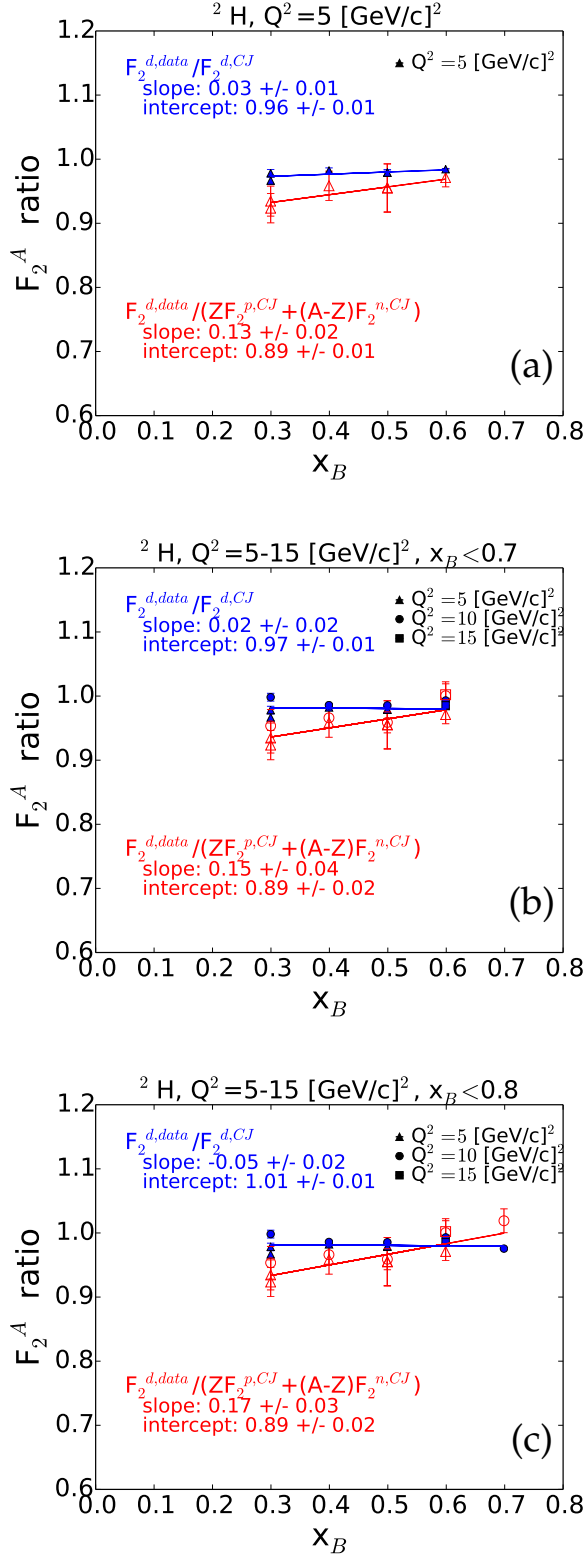 ² H, Q²=5 [GeV/c]²
1.2
F₂^{d,data}/F₂^{d,CJ}
slope: 0.03 +/- 0.01
intercept: 0.96 +/- 0.01
▲ Q²=5 [GeV/c]²
1.1
1.0
0.9
F₂^A ratio
0.8
F₂^{d,data}/(ZF₂^{p,CJ}+(A-Z)F₂^{n,CJ})
slope: 0.13 +/- 0.02
intercept: 0.89 +/- 0.01
0.7
(a)
0.6
0.0 0.1 0.2 0.3 0.4 0.5 0.6 0.7 0.8
x_B
² H, Q²=5-15 [GeV/c]², x_B<0.7
1.2
F₂^{d,data}/F₂^{d,CJ}
slope: 0.02 +/- 0.02
intercept: 0.97 +/- 0.01
▲ Q²=5 [GeV/c]²
● Q²=10 [GeV/c]²
■ Q²=15 [GeV/c]²
1.1
1.0
0.9
F₂^A ratio
0.8
F₂^{d,data}/(ZF₂^{p,CJ}+(A-Z)F₂^{n,CJ})
slope: 0.15 +/- 0.04
intercept: 0.89 +/- 0.02
0.7
(b)
0.6
0.0 0.1 0.2 0.3 0.4 0.5 0.6 0.7 0.8
x_B
² H, Q²=5-15 [GeV/c]², x_B<0.8
1.2
F₂^{d,data}/F₂^{d,CJ}
slope: -0.05 +/- 0.02
intercept: 1.01 +/- 0.01
▲ Q²=5 [GeV/c]²
● Q²=10 [GeV/c]²
■ Q²=15 [GeV/c]²
1.1
1.0
0.9
F₂^A ratio
0.8
F₂^{d,data}/(ZF₂^{p,CJ}+(A-Z)F₂^{n,CJ})
slope: 0.17 +/- 0.03
intercept: 0.89 +/- 0.02
0.7
(c)
0.6
0.0 0.1 0.2 0.3 0.4 0.5 0.6 0.7 0.8
x_B